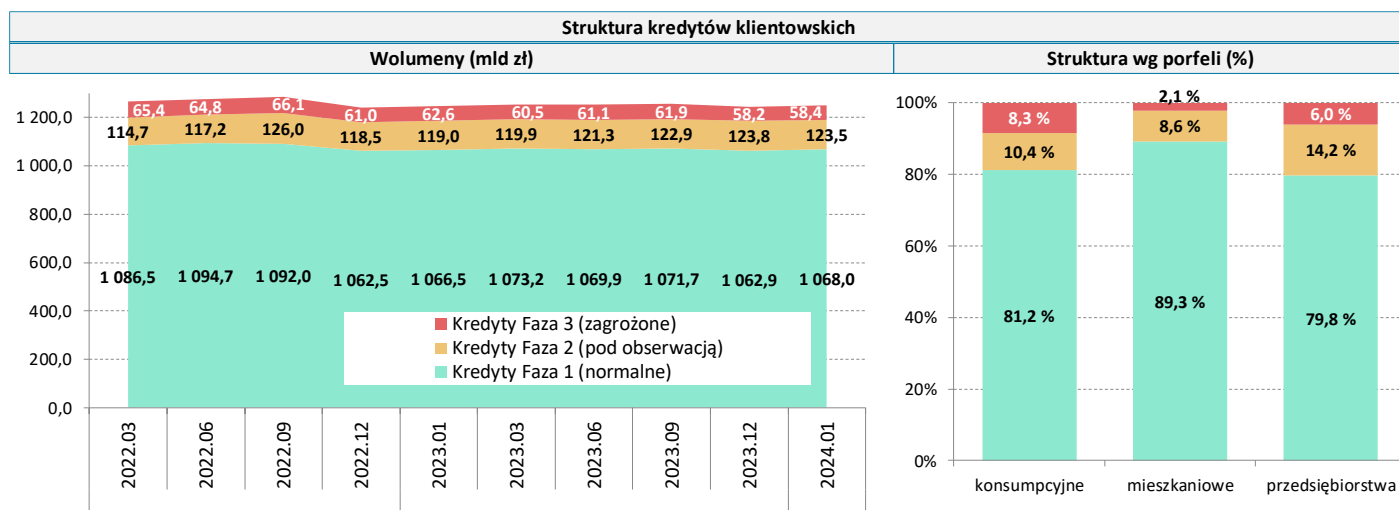 Struktura kredytów klientowskich
Wolumeny (mld zł)
Struktura wg porfeli (%)
1 200,0
1 000,0
800,0
600,0
400,0
200,0
0,0
65,4 64,8 66,1 61,0 62,6 60,5 61,1 61,9 58,2 58,4
114,7 117,2 126,0 118,5 119,0 119,9 121,3 122,9 123,8 123,5
1 086,5 1 094,7 1 092,0 1 062,5 1 066,5 1 073,2 1 069,9 1 071,7 1 062,9 1 068,0
Kredyty Faza 3 (zagrożone)
Kredyty Faza 2 (pod obserwacją)
Kredyty Faza 1 (normalne)
2022.03
2022.06
2022.09
2022.12
2023.01
2023.03
2023.06
2023.09
2023.12
2024.01
100%
80%
60%
40%
20%
0%
8,3 % 2,1 % 6,0 %
10,4 % 8,6 % 14,2 %
81,2 % 89,3 % 79,8 %
konsumpcyjne mieszkaniowe przedsiębiorstwa